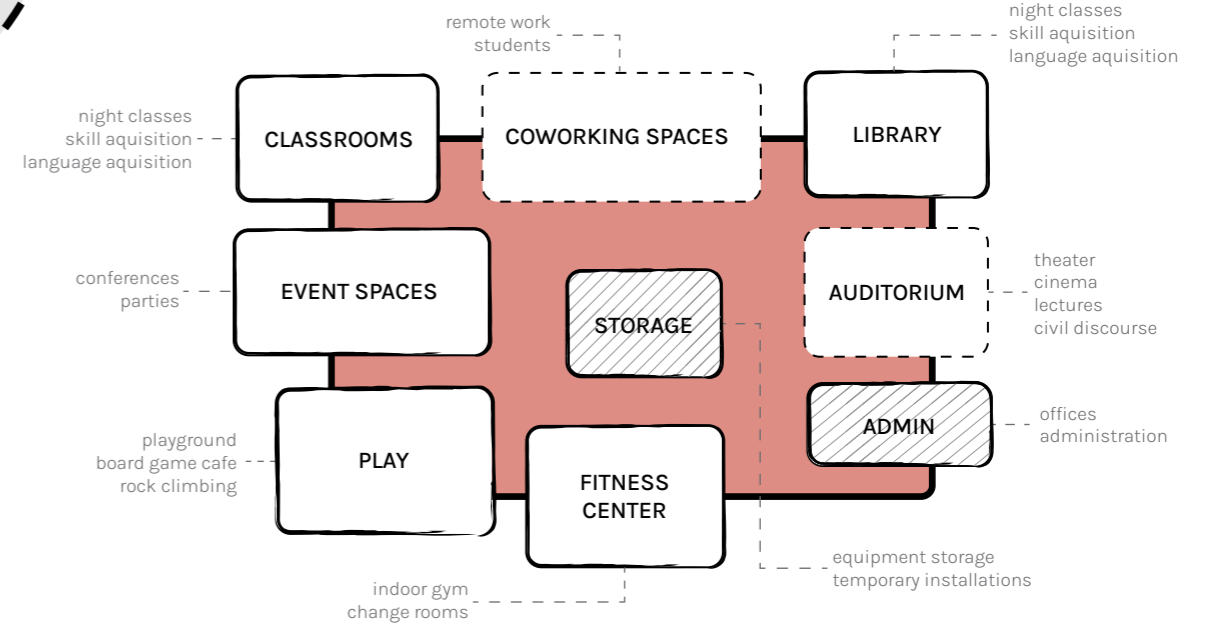 remote work
students
night classes
skill aquisition
language aquisition
night classes
skill aquisition
language aquisition
CLASSROOMS
COWORKING SPACES
LIBRARY
conferences
parties
EVENT SPACES
STORAGE
AUDITORIUM
theater
cinema
lectures
civil discourse
playground
board game cafe
rock climbing
PLAY
FITNESS
CENTER
ADMIN
offices
administration
equipment storage
temporary installations
indoor gym
change rooms